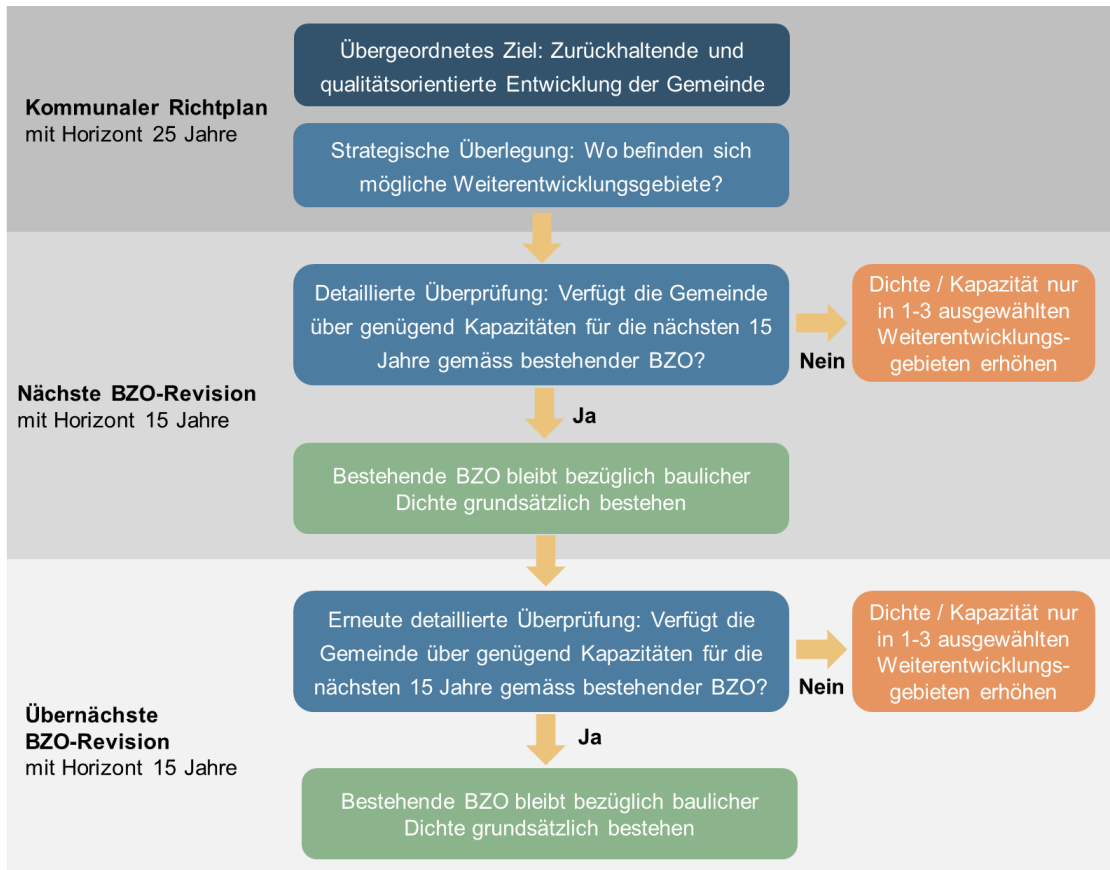 Übergeordnetes Ziel: Zurückhaltende und
qualitätsorientierte Entwicklung der Gemeinde
Kommunaler Richtplan
mit Horizont 25 Jahre
Strategische Überlegung: Wo befinden sich
mögliche Weiterentwicklungsgebiete?
Detaillierte Überprüfung: Verfügt die Gemeinde
über genügend Kapazitäten für die nächsten 15
Jahre gemäss bestehender BZO?
Nein
Dichte / Kapazität nur
in 1-3 ausgewählten
Weiterentwicklungs-
gebieten erhöhen
Nächste BZO-Revision
mit Horizont 15 Jahre
Ja
Bestehende BZO bleibt bezüglich baulicher
Dichte grundsätzlich bestehen
Erneute detaillierte Überprüfung: Verfügt die
Gemeinde über genügend Kapazitäten für die
nächsten 15 Jahre gemäss bestehender BZO?
Nein
Dichte / Kapazität nur
in 1-3 ausgewählten
Weiterentwicklungs-
gebieten erhöhen
Übernächste
BZO-Revision
mit Horizont 15 Jahre
Ja
Bestehende BZO bleibt bezüglich baulicher
Dichte grundsätzlich bestehen